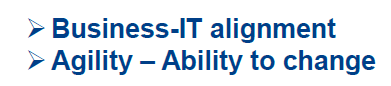 ➢ Business-IT alignment
➢ Agility – Ability to change